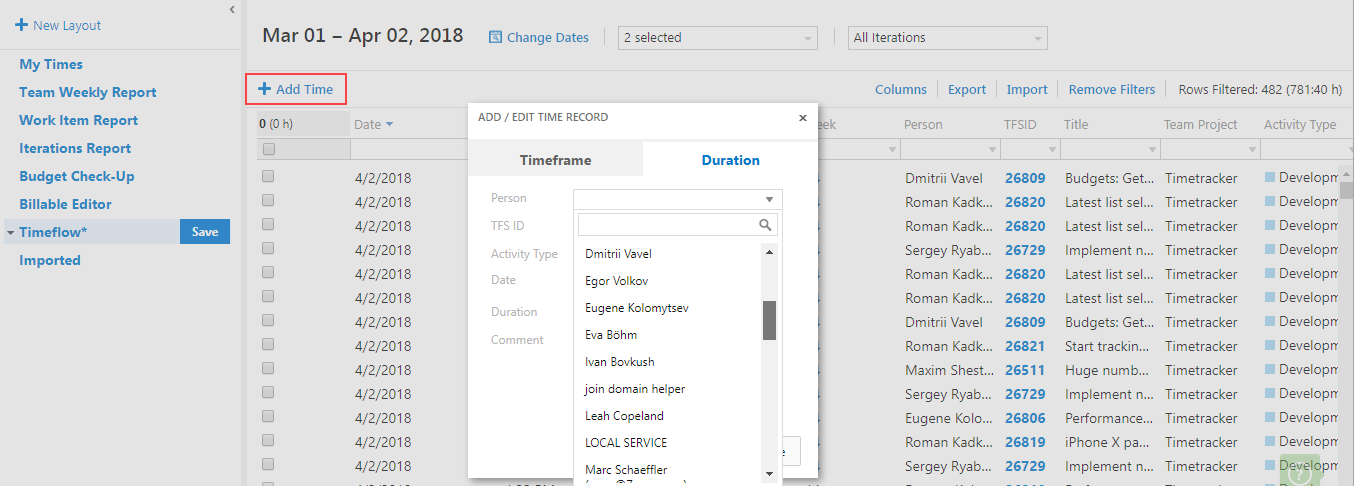 New Layout
My Times
Team Weekly Report
Work Item Report
Iterations Report
Budget Check-Up
Billable Editor
Timeflow* Save
Imported
Mar 01 – Apr 02, 2018 Change Dates 2 selected All Iterations
Add Time Columns Export Import Remove Filters Rows Filtered: 482 (781:40 h)
0 (0 h) Date Person TFSID Title Team Project Activity Type
4/2/2018 Dmitrii Vavel 26809 Budgets: Get... Timetracker Developm
4/2/2018 Roman Kadk... 26820 Latest list sel... Timetracker Developm
4/2/2018 Roman Kadk... 26820 Latest list sel... Timetracker Developm
4/2/2018 Sergey Ryab... 26729 Implement n... Timetracker Developm
4/2/2018 Roman Kadk... 26820 Latest list sel... Timetracker Developm
4/2/2018 Roman Kadk... 26820 Latest list sel... Timetracker Developm
4/2/2018 Dmitrii Vavel 26809 Budgets: Get... Timetracker Developm
4/2/2018 Roman Kadk... 26821 Start trackin... Timetracker Developm
4/2/2018 Maxim Shest... 26511 Huge numb... Timetracker Developm
4/2/2018 Sergey Ryab... 26729 Implement n... Timetracker Developm
4/2/2018 Eugene Kolo... 26806 Performance... Timetracker Developm
4/2/2018 Roman Kadk... 26819 iPhone X pa... Timetracker Developm
4/2/2018 Sergey Ryab... 26729 Implement n... Timetracker Developm
ADD / EDIT TIME RECORD ×
Timeframe Duration
Person
TFS ID
Activity Type
Date
Duration
Comment
Dmitrii Vavel
Egor Volkov
Eugene Kolomytsev
Eva Böhm
Ivan Bovkush
join domain helper
Leah Copeland
LOCAL SERVICE
Marc Schaeffler